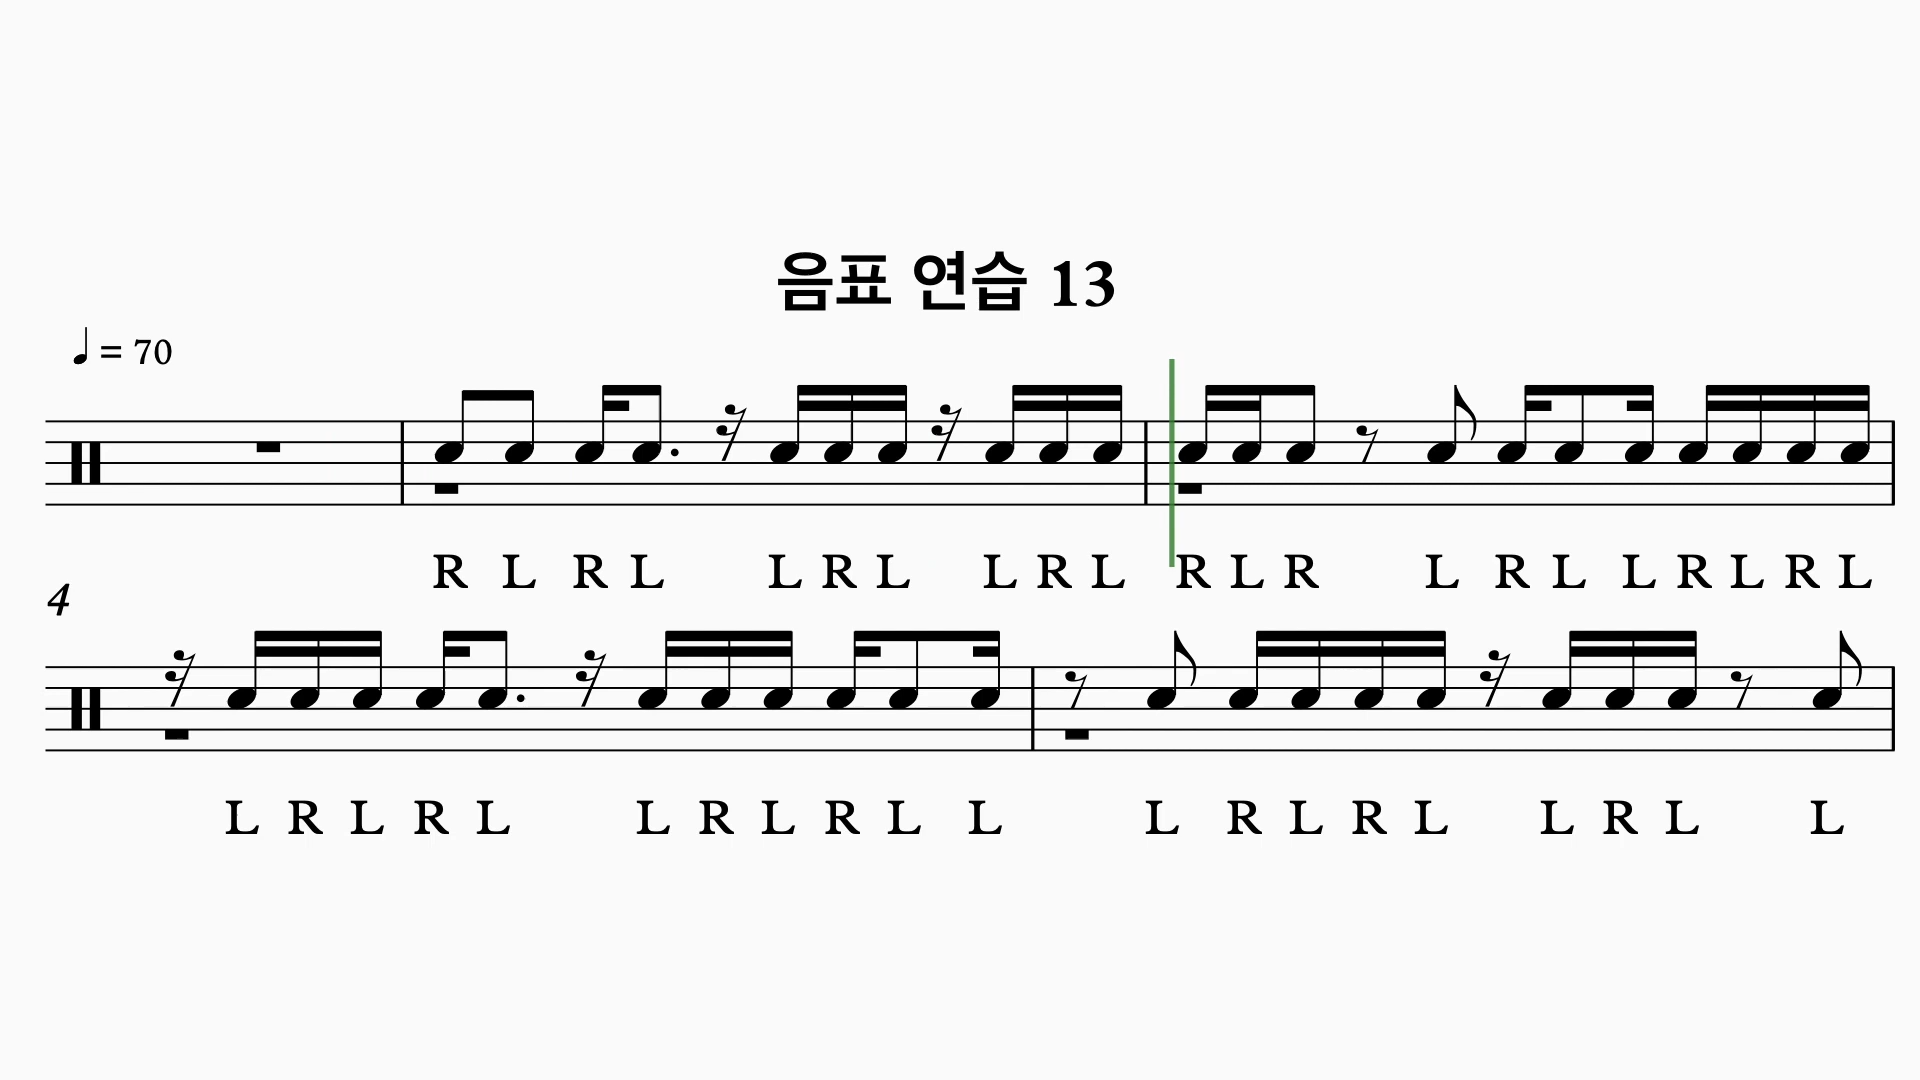 음표 연습 13
♩ = 70
R L R L L R L L R L R L R L R L L R L R L
4
L R L R L L R L R L L L R L R L L R L L